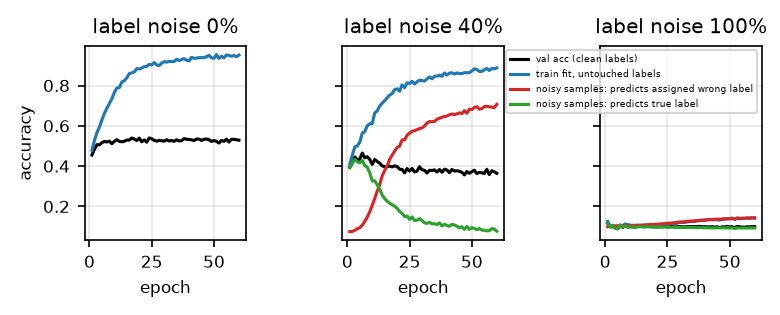 label noise 0%
label noise 40%
label noise 100%
val acc (clean labels)
train fit, untouched labels
noisy samples: predicts assigned wrong label
noisy samples: predicts true label
accuracy
0.8
0.6
0.4
0.2
0 25 50
0 25 50
0 25 50
epoch
epoch
epoch